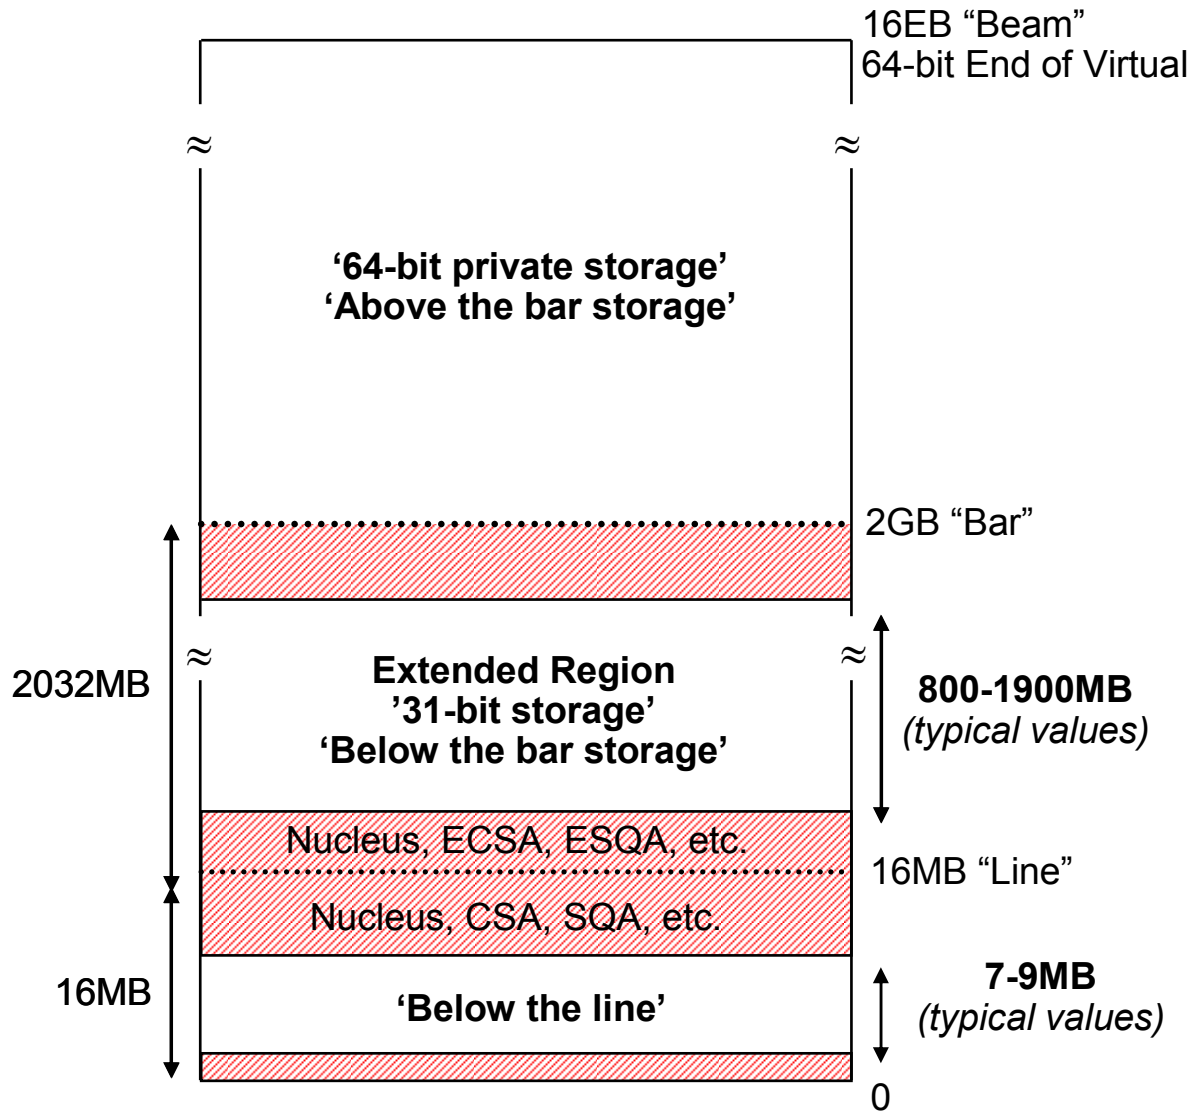 16EB “Beam”
64-bit End of Virtual
≈
≈
‘64-bit private storage’
‘Above the bar storage’
2GB “Bar”
2032MB
≈
≈
Extended Region
’31-bit storage’
‘Below the bar storage’
800-1900MB
(typical values)
Nucleus, ECSA, ESQA, etc.
16MB “Line”
Nucleus, CSA, SQA, etc.
16MB
‘Below the line’
7-9MB
(typical values)
0